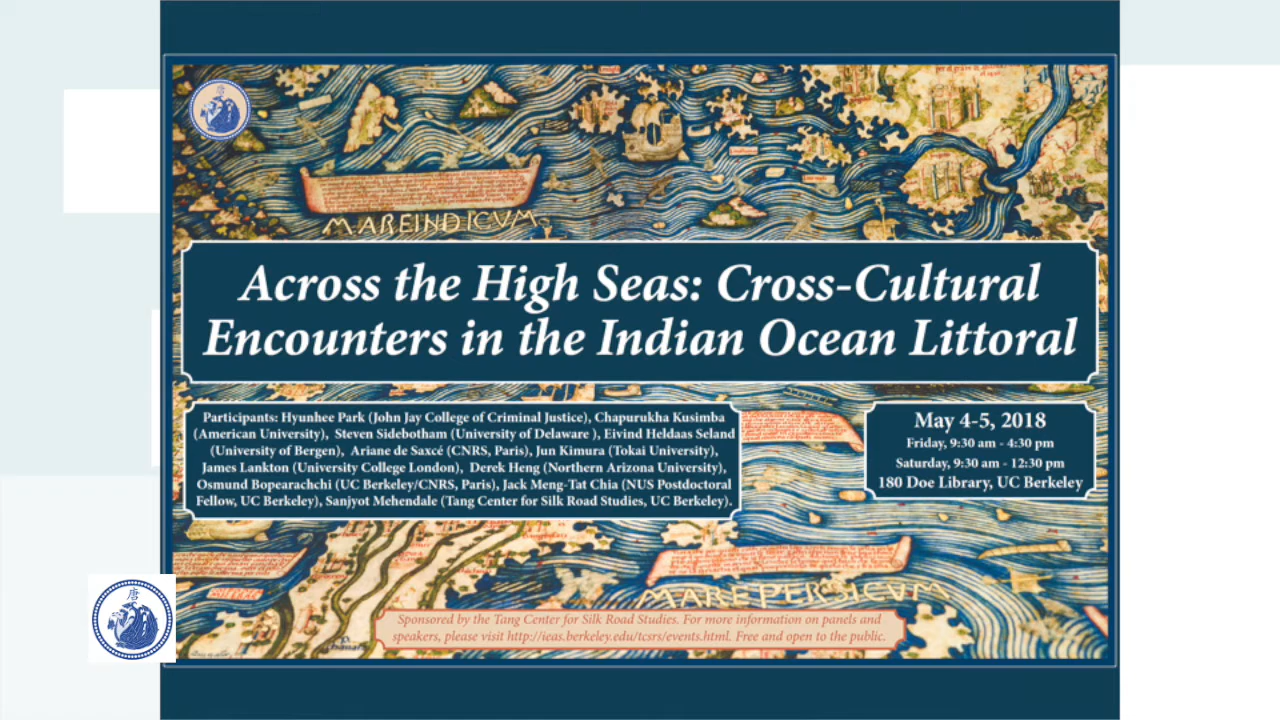 唐
MAREINDICVM
Across the High Seas: Cross-Cultural
Encounters in the Indian Ocean Littoral
Participants: Hyunhee Park (John Jay College of Criminal Justice), Chapurukha Kusimba
(American University), Steven Sidebotham (University of Delaware ), Eivind Heldaas Seland
(University of Bergen), Ariane de Saxcé (CNRS, Paris), Jun Kimura (Tokai University),
James Lankton (University College London), Derek Heng (Northern Arizona University),
Osmund Bopearachchi (UC Berkeley/CNRS, Paris), Jack Meng-Tat Chia (NUS Postdoctoral
Fellow, UC Berkeley), Sanjyot Mehendale (Tang Center for Silk Road Studies, UC Berkeley).
May 4-5, 2018
Friday, 9:30 am - 4:30 pm
Saturday, 9:30 am - 12:30 pm
180 Doe Library, UC Berkeley
MARE PERSICVM
Sponsored by the Tang Center for Silk Road Studies. For more information on panels and
speakers, please visit http://ieas.berkeley.edu/tcsrs/events.html. Free and open to the public.
唐